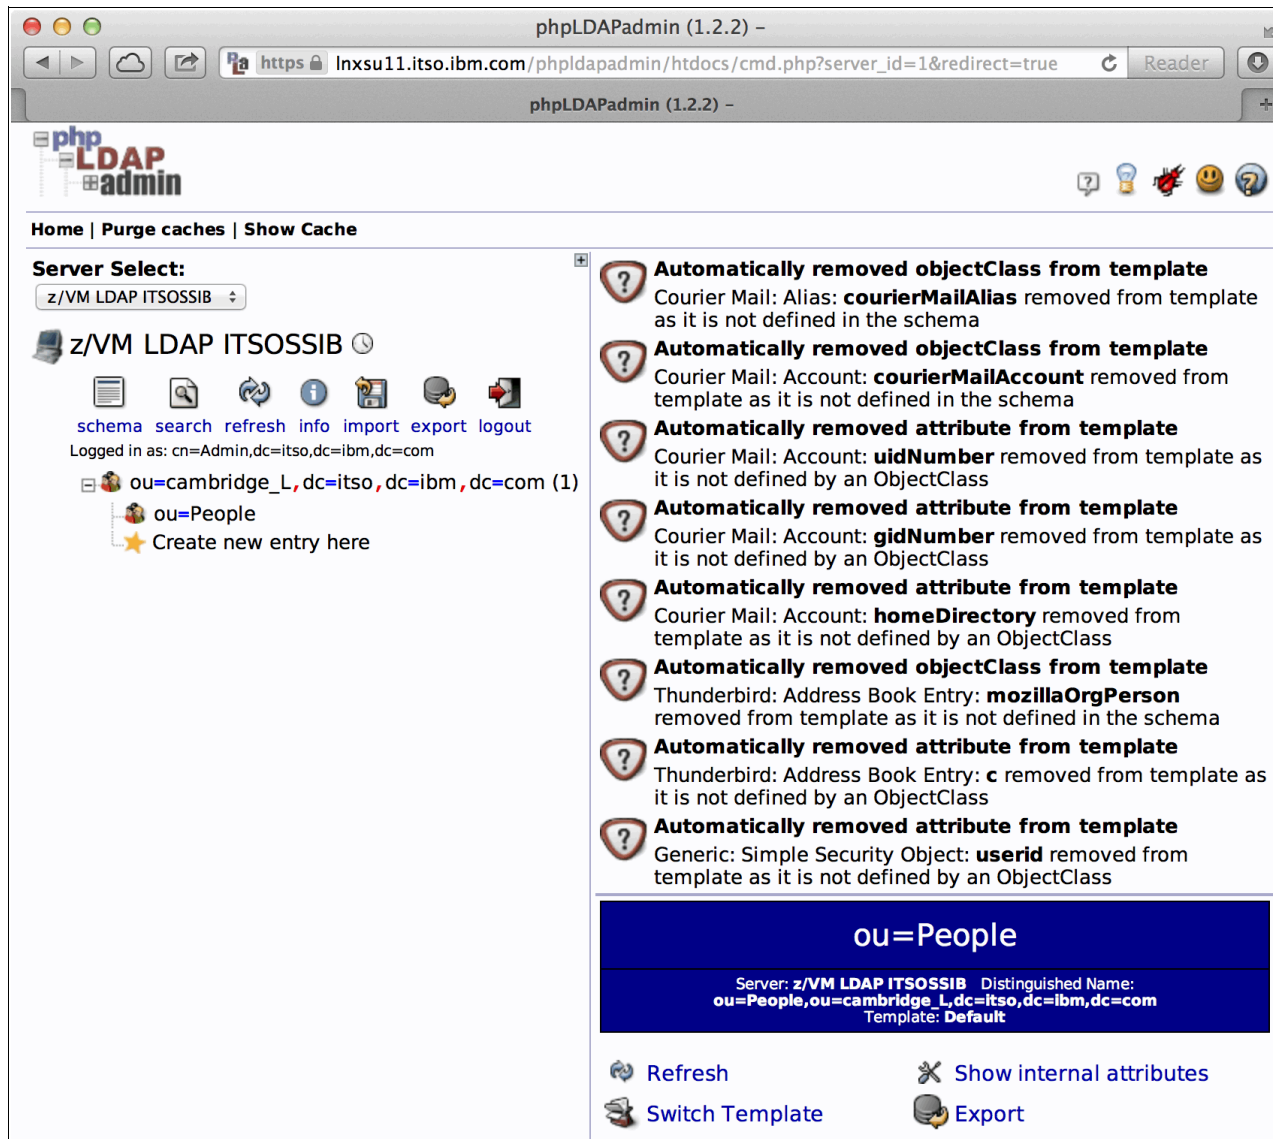 phpLDAPadmin (1.2.2) –
https lnxsu11.itso.ibm.com/phpldapadmin/htdocs/cmd.php?server_id=1&redirect=true
Reader
phpLDAPadmin (1.2.2) –
php
LDAP
admin
Home | Purge caches | Show Cache
Server Select:
z/VM LDAP ITSOSSIB
z/VM LDAP ITSOSSIB
schema search refresh info import export logout
Logged in as: cn=Admin,dc=itso,dc=ibm,dc=com
ou=cambridge_L,dc=itso,dc=ibm,dc=com (1)
ou=People
Create new entry here
Automatically removed objectClass from template
Courier Mail: Alias: courierMailAlias removed from template
as it is not defined in the schema
Automatically removed objectClass from template
Courier Mail: Account: courierMailAccount removed from
template as it is not defined in the schema
Automatically removed attribute from template
Courier Mail: Account: uidNumber removed from template as
it is not defined by an ObjectClass
Automatically removed attribute from template
Courier Mail: Account: gidNumber removed from template as
it is not defined by an ObjectClass
Automatically removed attribute from template
Courier Mail: Account: homeDirectory removed from
template as it is not defined by an ObjectClass
Automatically removed objectClass from template
Thunderbird: Address Book Entry: mozillaOrgPerson
removed from template as it is not defined in the schema
Automatically removed attribute from template
Thunderbird: Address Book Entry: c removed from template as
it is not defined by an ObjectClass
Automatically removed attribute from template
Generic: Simple Security Object: userid removed from
template as it is not defined by an ObjectClass
ou=People
Server: z/VM LDAP ITSOSSIB Distinguished Name:
ou=People,ou=cambridge_L,dc=itso,dc=ibm,dc=com
Template: Default
Refresh
Show internal attributes
Switch Template
Export